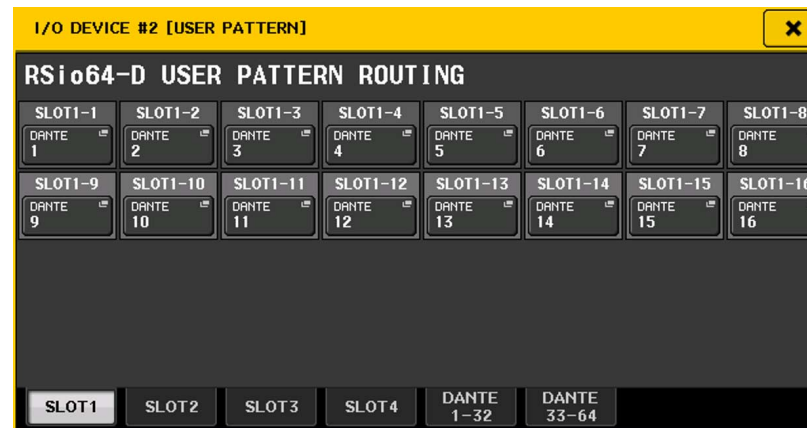 I/O DEVICE #2 [USER PATTERN]
RSio64-D USER PATTERN ROUTING
SLOT1-1 SLOT1-2 SLOT1-3 SLOT1-4 SLOT1-5 SLOT1-6 SLOT1-7 SLOT1-8
DANTE DANTE DANTE DANTE DANTE DANTE DANTE DANTE
1 2 3 4 5 6 7 8
SLOT1-9 SLOT1-10 SLOT1-11 SLOT1-12 SLOT1-13 SLOT1-14 SLOT1-15 SLOT1-16
DANTE DANTE DANTE DANTE DANTE DANTE DANTE DANTE
9 10 11 12 13 14 15 16
SLOT1 SLOT2 SLOT3 SLOT4 DANTE DANTE
1-32 33-64